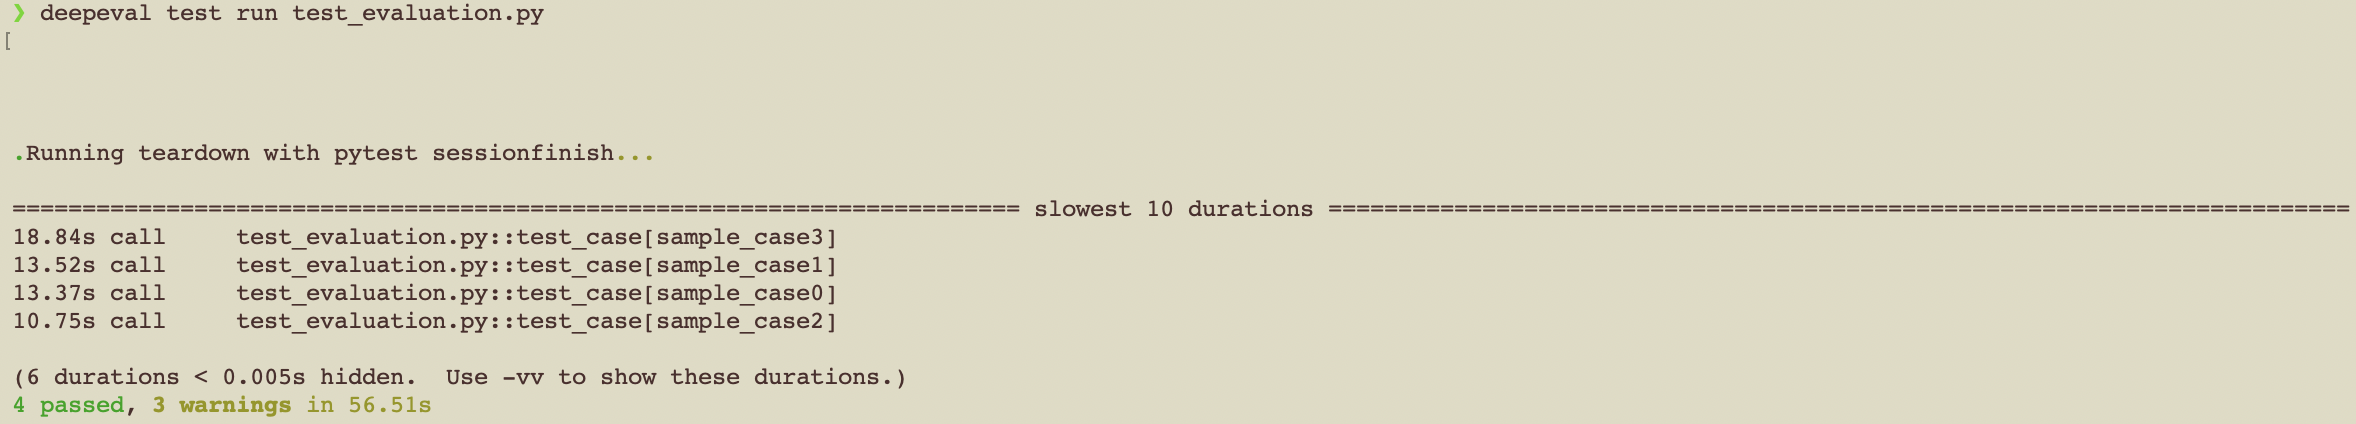 ❯ deepeval test run test_evaluation.py
[
.Running teardown with pytest sessionfinish...
======================================================================== slowest 10 durations =========================================================================
18.84s call     test_evaluation.py::test_case[sample_case3]
13.52s call     test_evaluation.py::test_case[sample_case1]
13.37s call     test_evaluation.py::test_case[sample_case0]
10.75s call     test_evaluation.py::test_case[sample_case2]
(6 durations < 0.005s hidden.  Use -vv to show these durations.)
4 passed, 3 warnings in 56.51s